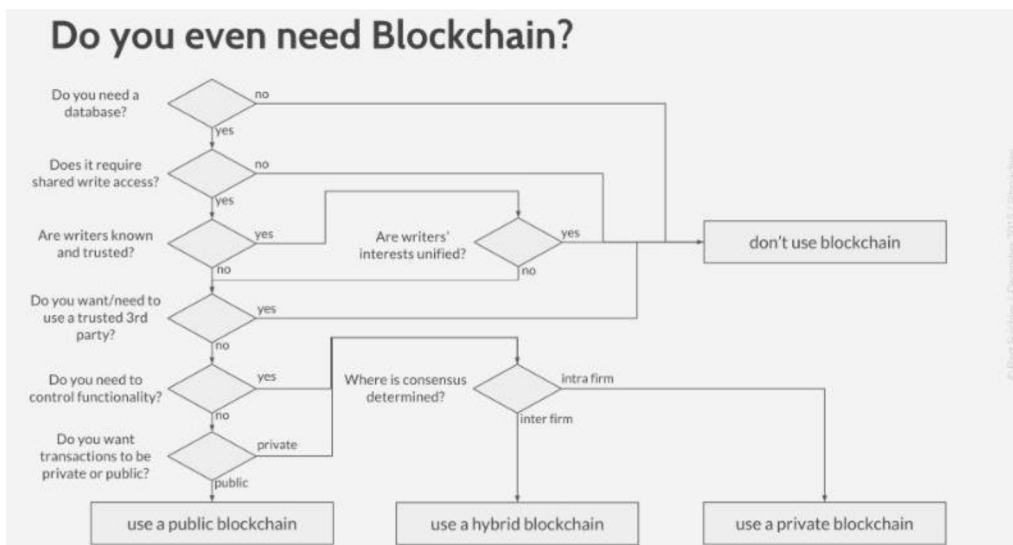 Do you even need Blockchain?
Do you need a
database?
no
yes
Does it require
shared write access?
no
yes
Are writers known
and trusted?
yes
no
Are writers'
interests unified?
yes
no
don't use blockchain
Do you want/need to
use a trusted 3rd
party?
yes
no
Do you need to
control functionality?
yes
no
Where is consensus
determined?
intra firm
inter firm
Do you want
transactions to be
private or public?
private
public
use a public blockchain
use a hybrid blockchain
use a private blockchain